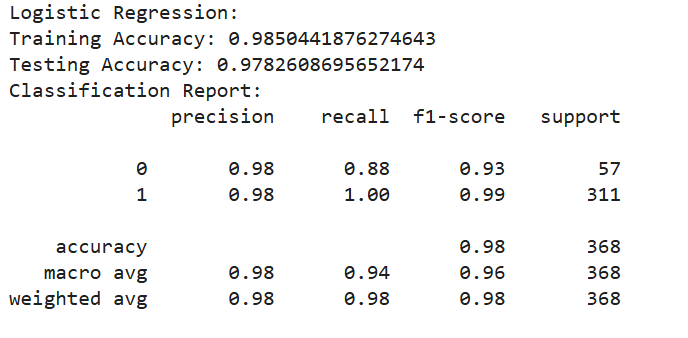 Logistic Regression:
Training Accuracy: 0.9850441876274643
Testing Accuracy: 0.9782608695652174
Classification Report:
              precision    recall  f1-score   support

           0       0.98      0.88      0.93        57
           1       0.98      1.00      0.99       311

    accuracy                           0.98       368
   macro avg       0.98      0.94      0.96       368
weighted avg       0.98      0.98      0.98       368